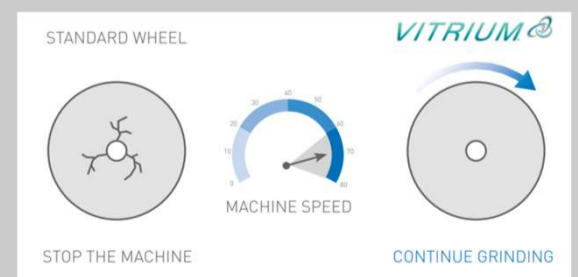 STANDARD WHEEL
VITRIUM
0
10
20
30
40
50
60
70
80
MACHINE SPEED
STOP THE MACHINE
CONTINUE GRINDING